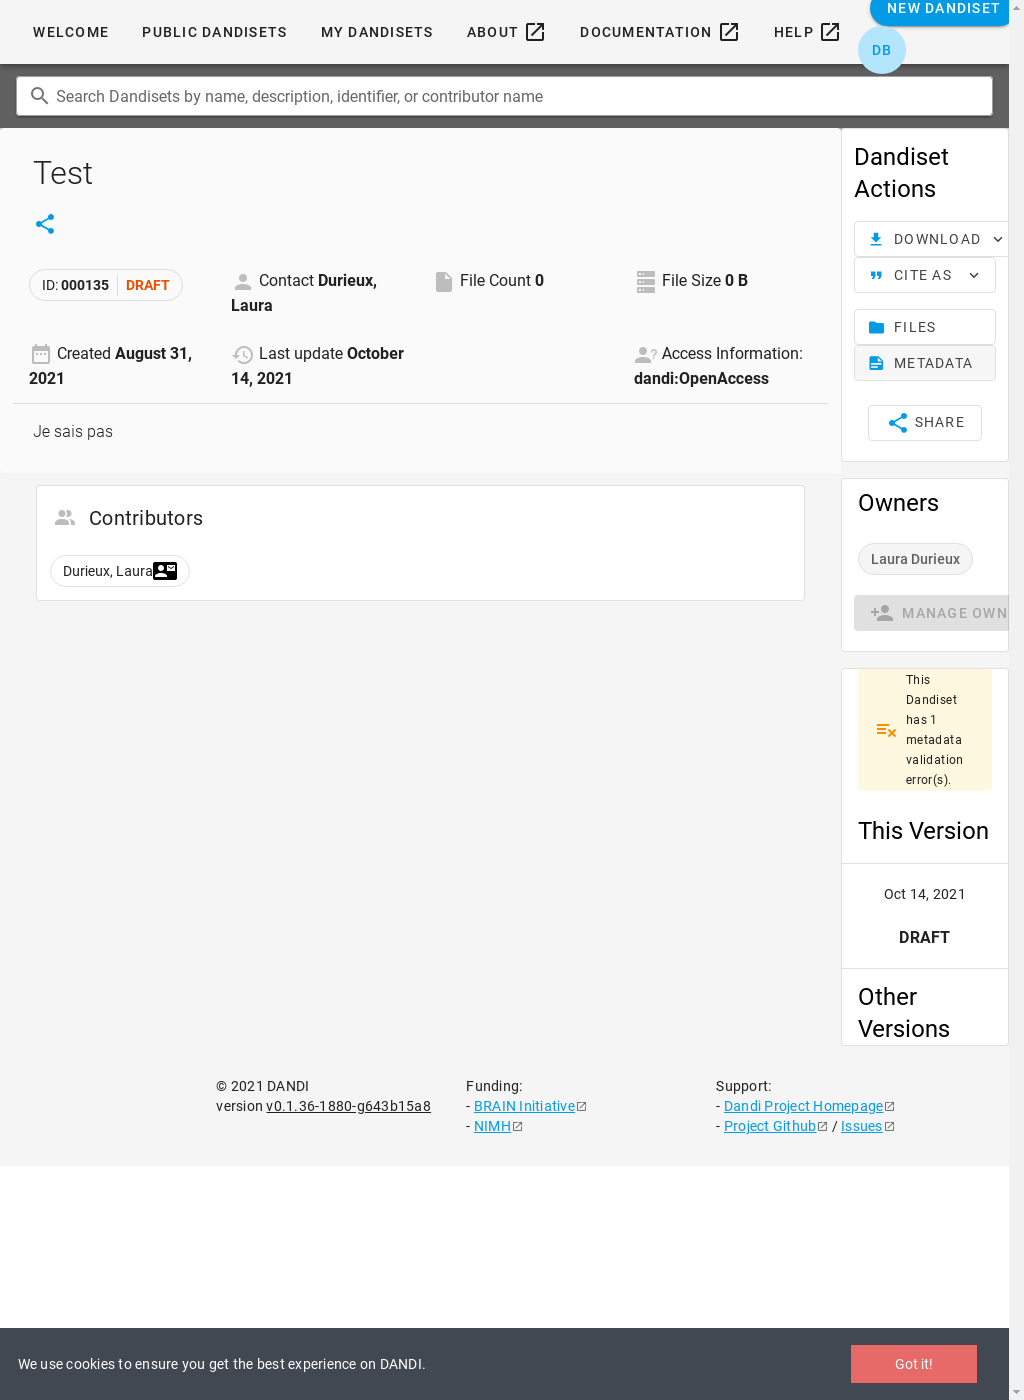 WELCOME PUBLIC DANDISETS MY DANDISETS ABOUT DOCUMENTATION HELP NEW DANDISET
DB
Search Dandisets by name, description, identifier, or contributor name
Test
ID: 000135 DRAFT
Contact Durieux,
Laura
File Count 0
File Size 0 B
Created August 31,
2021
Last update October
14, 2021
Access Information:
dandi:OpenAccess
Je sais pas
Contributors
Durieux, Laura
Dandiset
Actions
DOWNLOAD
CITE AS
FILES
METADATA
SHARE
Owners
Laura Durieux
MANAGE OWN
This
Dandiset
has 1
metadata
validation
error(s).
This Version
Oct 14, 2021
DRAFT
Other
Versions
© 2021 DANDI
version v0.1.36-1880-g643b15a8
Funding:
- BRAIN Initiative
- NIMH
Support:
- Dandi Project Homepage
- Project Github / Issues
We use cookies to ensure you get the best experience on DANDI.
Got it!